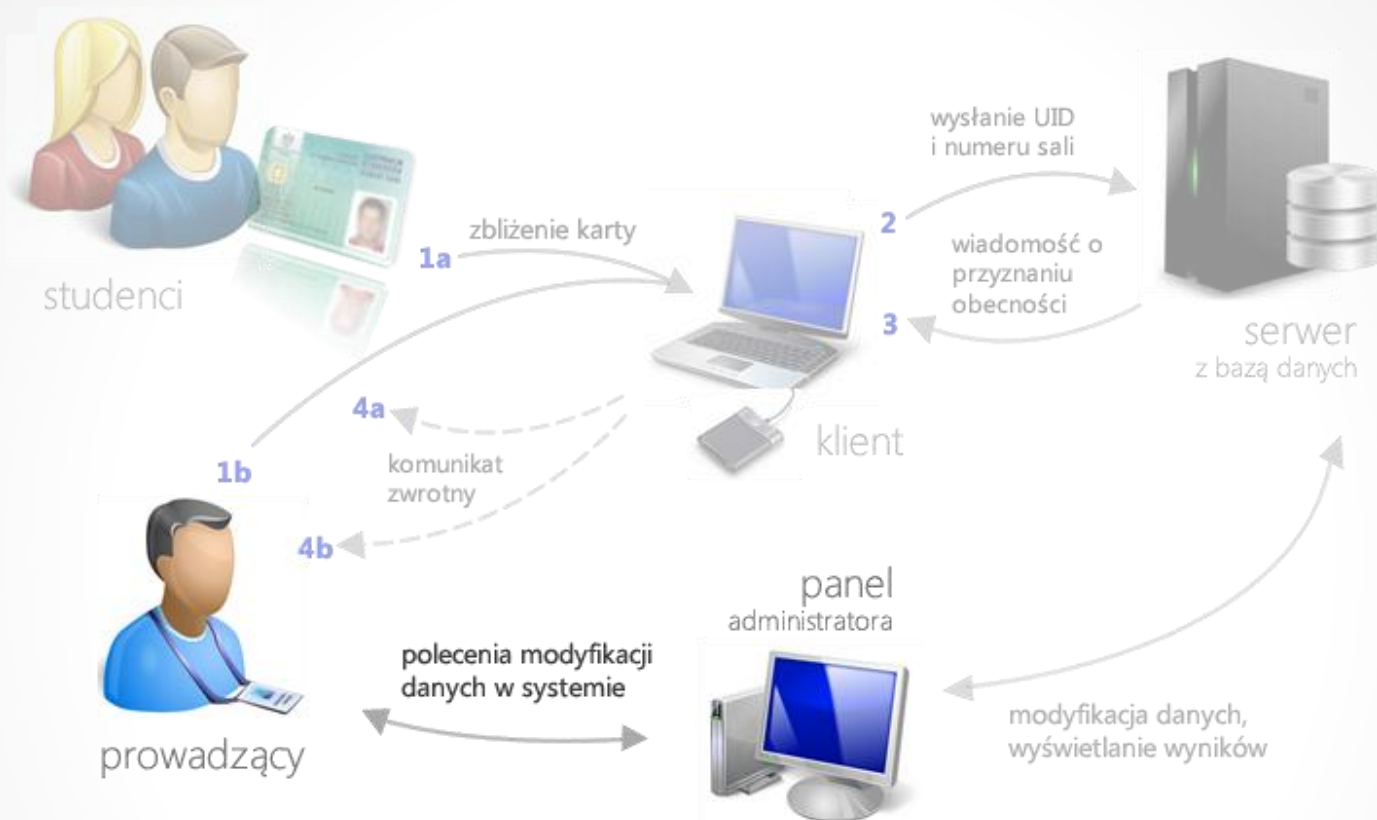 studenci
1a
zbliżenie karty
2
wysłanie UID
i numeru sali
3
wiadomość o
przyznaniu
obecności
serwer
z bazą danych
klient
4a
komunikat
zwrotny
1b
4b
prowadzący
polecenia modyfikacji
danych w systemie
panel
administratora
modyfikacja danych,
wyświetlanie wyników